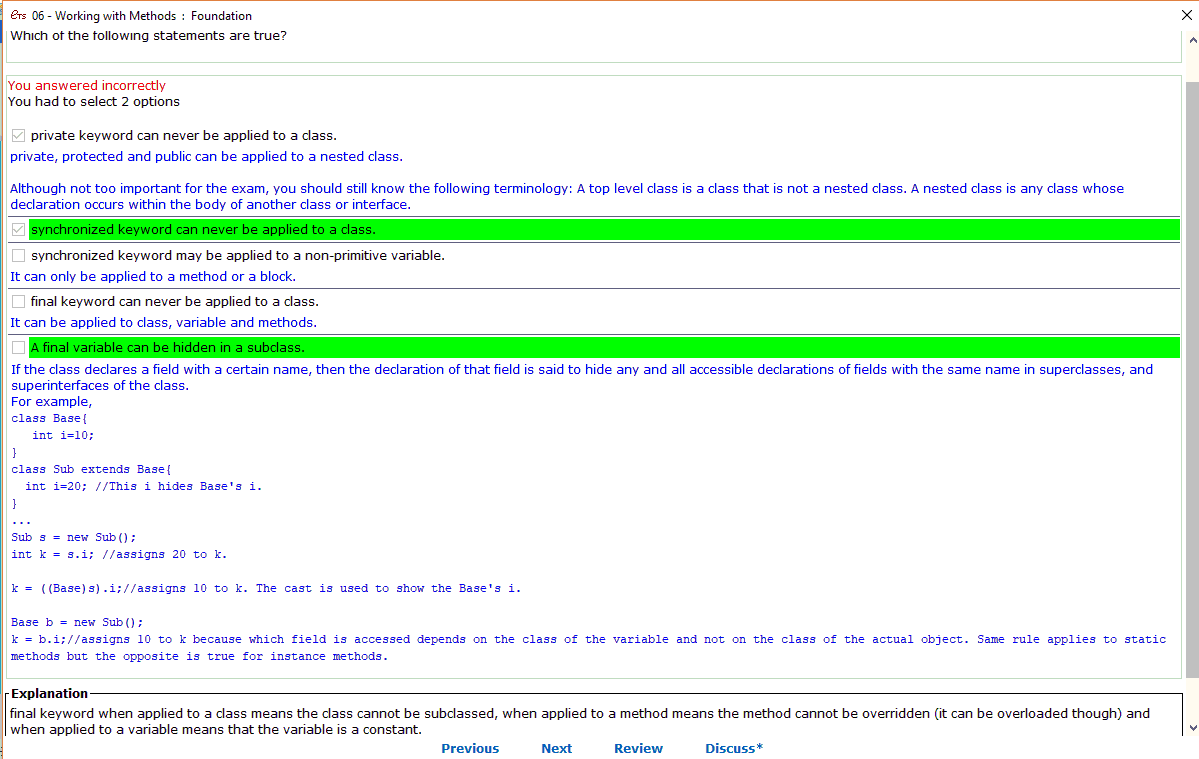 eTs 06 - Working with Methods : Foundation
Which of the following statements are true?
You answered incorrectly
You had to select 2 options
private keyword can never be applied to a class.
private, protected and public can be applied to a nested class.
Although not too important for the exam, you should still know the following terminology: A top level class is a class that is not a nested class. A nested class is any class whose
declaration occurs within the body of another class or interface.
synchronized keyword can never be applied to a class.
synchronized keyword may be applied to a non-primitive variable.
It can only be applied to a method or a block.
final keyword can never be applied to a class.
It can be applied to class, variable and methods.
A final variable can be hidden in a subclass.
If the class declares a field with a certain name, then the declaration of that field is said to hide any and all accessible declarations of fields with the same name in superclasses, and
superinterfaces of the class.
For example,
class Base{
int i=10;
}
class Sub extends Base{
int i=20; //This i hides Base's i.
}
...
Sub s = new Sub();
int k = s.i; //assigns 20 to k.
k = ((Base)s).i;//assigns 10 to k. The cast is used to show the Base's i.
Base b = new Sub();
k = b.i;//assigns 10 to k because which field is accessed depends on the class of the variable and not on the class of the actual object. Same rule applies to static
methods but the opposite is true for instance methods.
Explanation
final keyword when applied to a class means the class cannot be subclassed, when applied to a method means the method cannot be overridden (it can be overloaded though) and
when applied to a variable means that the variable is a constant.
Previous Next Review Discuss*